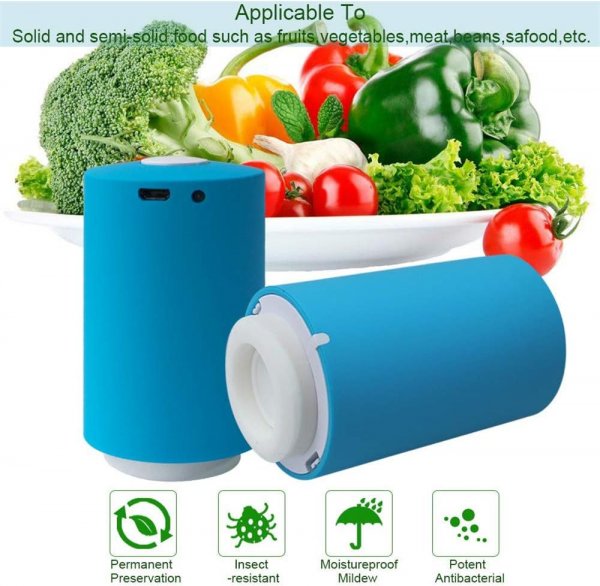 Applicable To
Solid and semi-solid food such as fruits,vegetables,meat,beans,safood,etc.
Permanent
Preservation
Insect
-resistant
Moistureproof
Mildew
Potent
Antibacterial